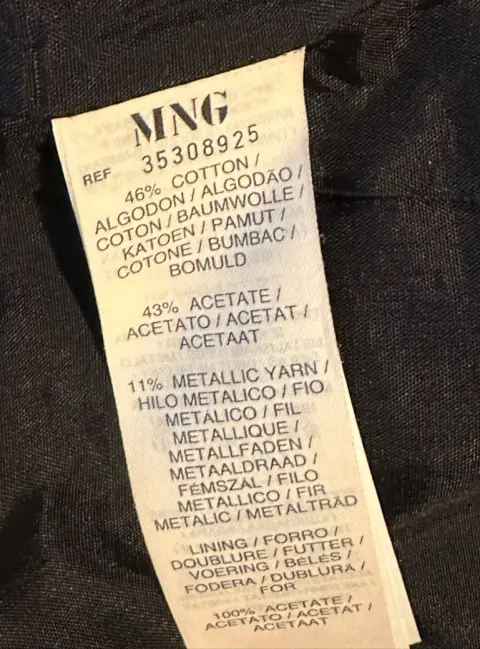 MNG
REF 35308925
46% COTTON /
ALGODON / ALGODÃO /
COTON / BAUMWOLLE /
KATOEN / PAMUT /
COTONE / BUMBAC /
BOMULD
43% ACETATE /
ACETATO / ACETAT /
ACETAAT
11% METALLIC YARN /
HILO METALICO / FIO
METÁLICO / FIL
METALLIQUE /
METALLFADEN /
METAALDRAAD /
FÉMSZÁL / FILO
METALLICO / FIR
METALIC / METALTRÅD
LINING / FORRO /
DOUBLURE / FUTTER /
VOERING / BÉLÉS /
FODERA / DUBLURĂ /
FOR
100% ACETATE /
ACETATO / ACETAT /
ACETAAT